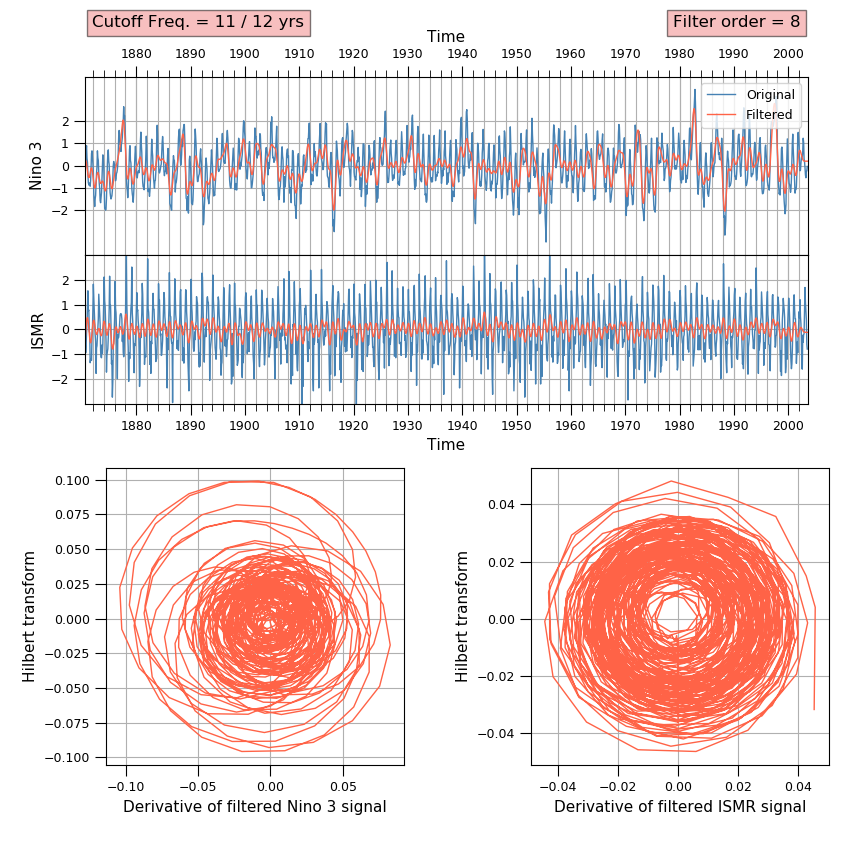 Cutoff Freq. = 11 / 12 yrs
Filter order = 8
Time
1880 1890 1900 1910 1920 1930 1940 1950 1960 1970 1980 1990 2000
Original
Filtered
Nino 3
2
1
0
−1
−2
ISMR
2
1
0
−1
−2
1880 1890 1900 1910 1920 1930 1940 1950 1960 1970 1980 1990 2000
Time
Hilbert transform
0.100
0.075
0.050
0.025
0.000
−0.025
−0.050
−0.075
−0.100
−0.10 −0.05 0.00 0.05
Derivative of filtered Nino 3 signal
Hilbert transform
0.04
0.02
0.00
−0.02
−0.04
−0.04 −0.02 0.00 0.02 0.04
Derivative of filtered ISMR signal